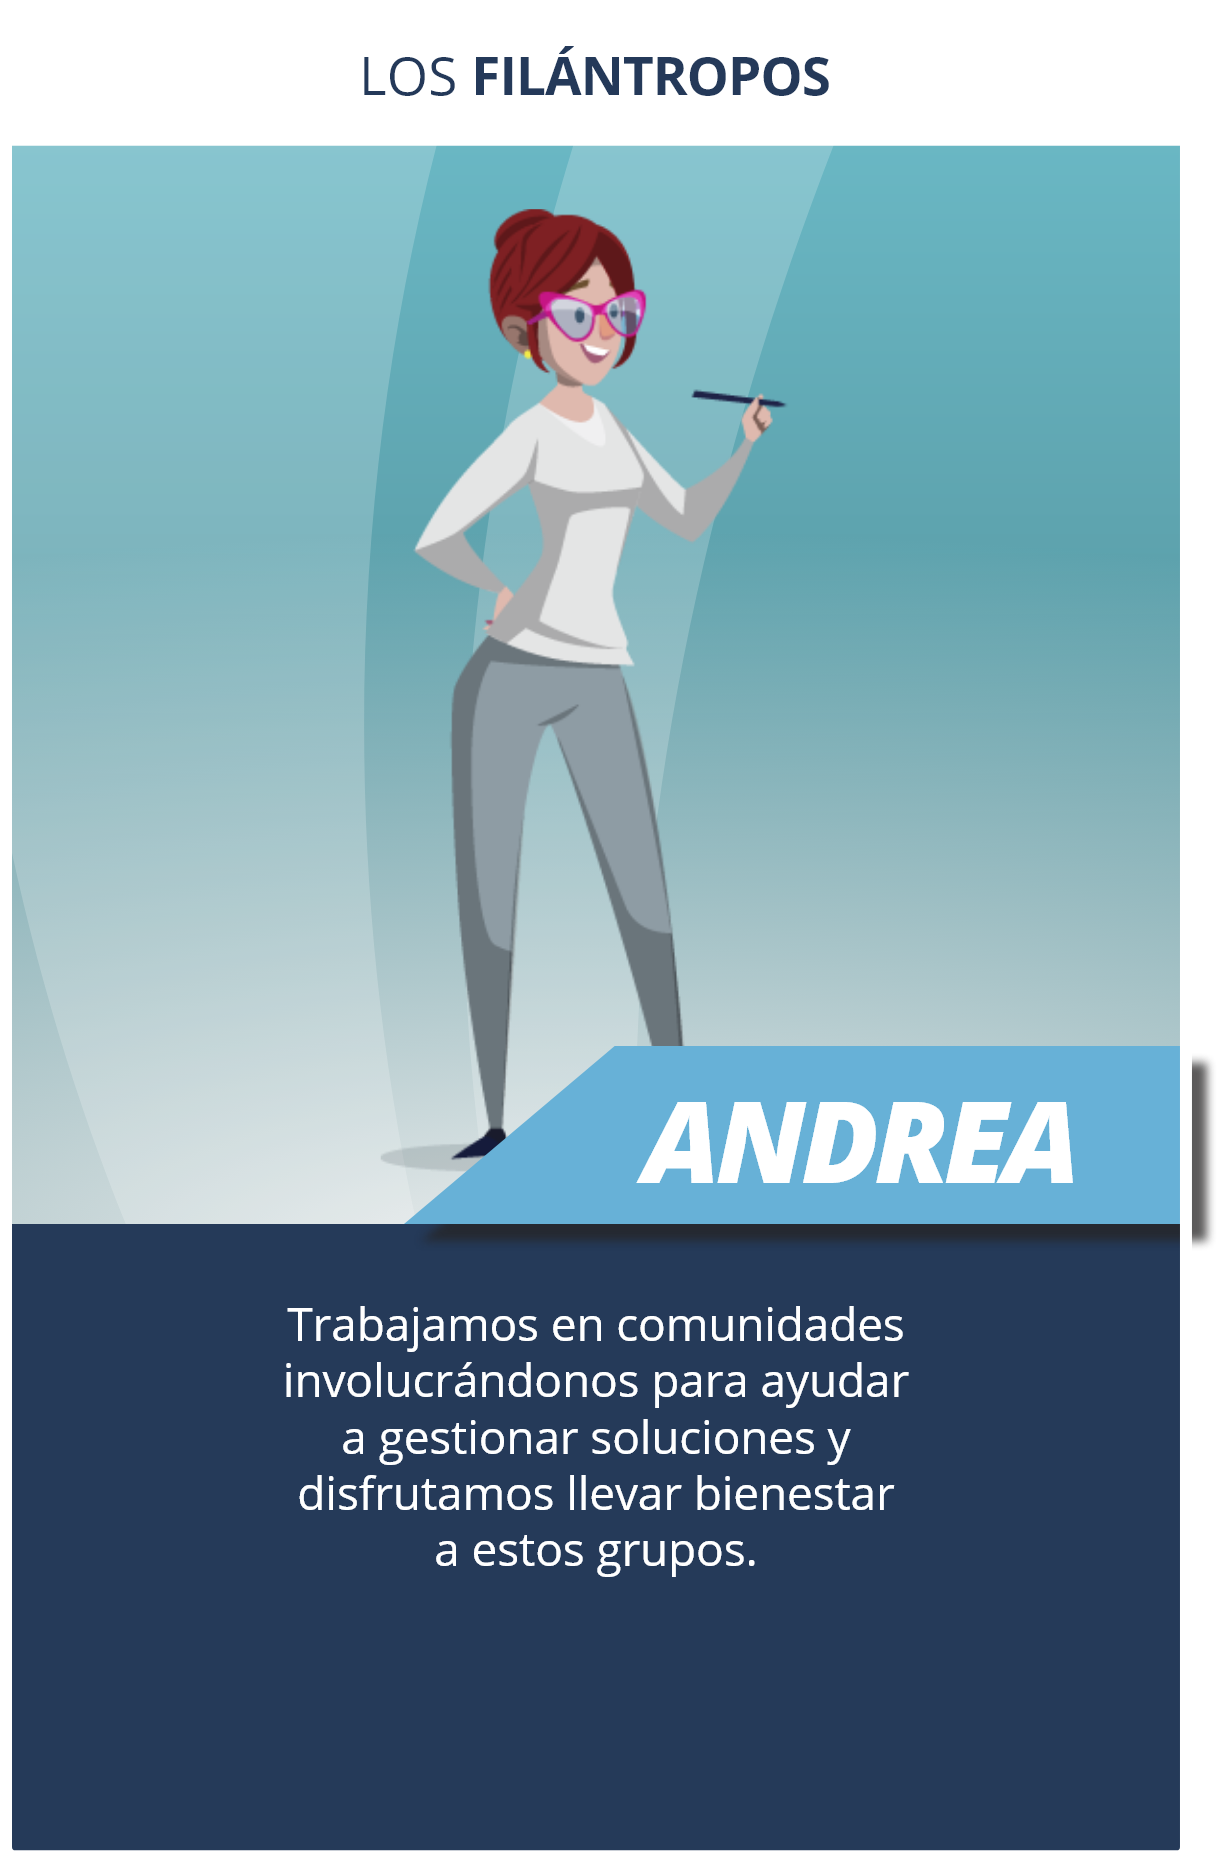 LOS FILÁNTROPOS
ANDREA
Trabajamos en comunidades
involucrándonos para ayudar
a gestionar soluciones y
disfrutamos llevar bienestar
a estos grupos.